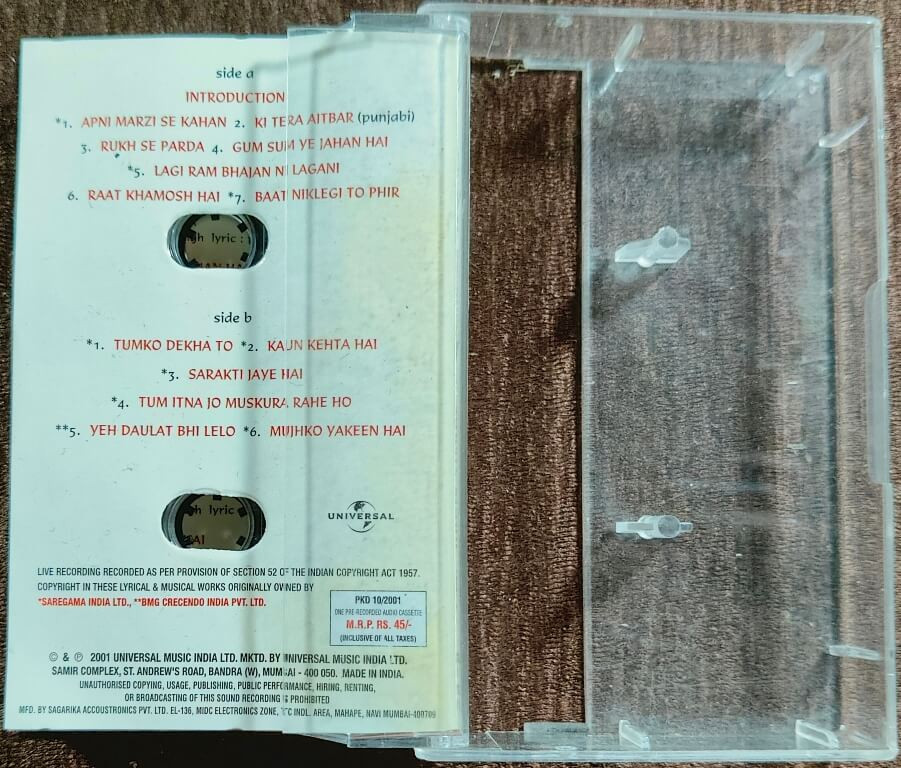 side a
INTRODUCTION
*1. APNI MARZI SE KAHAN 2. KI TERA AITBAR (punjabi)
3. RUKH SE PARDA 4. GUM SUM YE JAHAN HAI
*5. LAGI RAM BHAJAN NI LAGANI
6. RAAT KHAMOSH HAI *7. BAAT NIKLEGI TO PHIR
gh lyric :
side b
*1. TUMKO DEKHA TO *2. KAUN KEHTA HAI
*3. SARAKTI JAYE HAI
*4. TUM ITNA JO MUSKURA RAHE HO
**5. YEH DAULAT BHI LELO *6. MUJHKO YAKEEN HAI
h lyric
UNIVERSAL
LIVE RECORDING RECORDED AS PER PROVISION OF SECTION 52 OF THE INDIAN COPYRIGHT ACT 1957.
COPYRIGHT IN THESE LYRICAL & MUSICAL WORKS ORIGINALLY OWNED BY
*SAREGAMA INDIA LTD., **BMG CRECENDO INDIA PVT. LTD.
PKD 10/2001
ONE PRE-RECORDED AUDIO CASSETTE
M.R.P. RS. 45/-
(INCLUSIVE OF ALL TAXES)
© & ℗ 2001 UNIVERSAL MUSIC INDIA LTD. MKTD. BY UNIVERSAL MUSIC INDIA LTD.
SAMIR COMPLEX, ST. ANDREW'S ROAD, BANDRA (W), MUMBAI - 400 050. MADE IN INDIA.
UNAUTHORISED COPYING, USAGE, PUBLISHING, PUBLIC PERFORMANCE, HIRING, RENTING,
OR BROADCASTING OF THIS SOUND RECORDING IS PROHIBITED
MFD. BY SAGARIKA ACCOUSTRONICS PVT. LTD. EL-136, MIDC ELECTRONICS ZONE, TTC INDL. AREA, MAHAPE, NAVI MUMBAI-400709